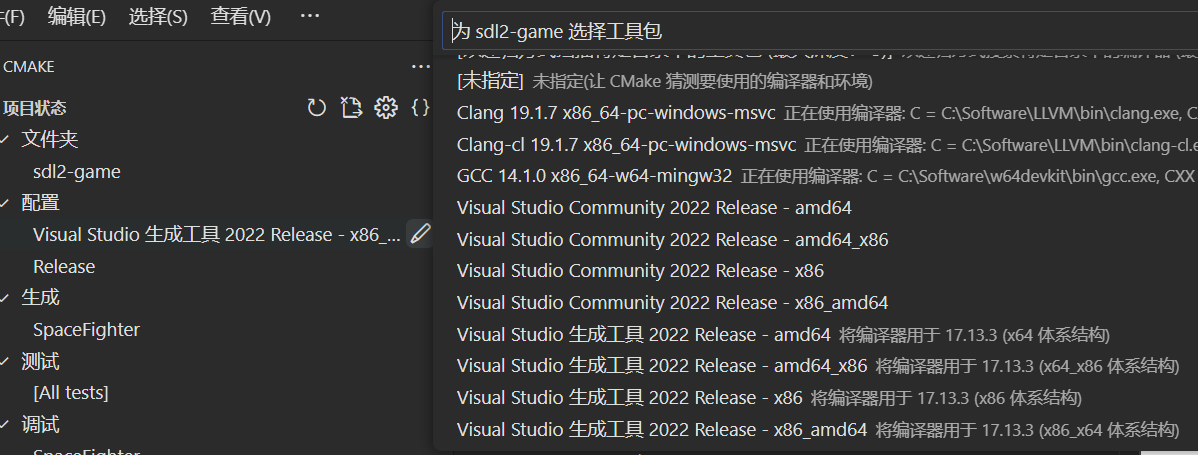 (F) 编辑(E) 选择(S) 查看(V) ···
CMAKE ···
项目状态
文件夹
sdl2-game
配置
Visual Studio 生成工具 2022 Release - x86_...
Release
生成
SpaceFighter
测试
[All tests]
调试
SpaceFighter
为 sdl2-game 选择工具包
[未指定] 未指定(让 CMake 猜测要使用的编译器和环境)
Clang 19.1.7 x86_64-pc-windows-msvc 正在使用编译器: C = C:\Software\LLVM\bin\clang.exe, C
Clang-cl 19.1.7 x86_64-pc-windows-msvc 正在使用编译器: C = C:\Software\LLVM\bin\clang-cl.e
GCC 14.1.0 x86_64-w64-mingw32 正在使用编译器: C = C:\Software\w64devkit\bin\gcc.exe, CXX
Visual Studio Community 2022 Release - amd64
Visual Studio Community 2022 Release - amd64_x86
Visual Studio Community 2022 Release - x86
Visual Studio Community 2022 Release - x86_amd64
Visual Studio 生成工具 2022 Release - amd64 将编译器用于 17.13.3 (x64 体系结构)
Visual Studio 生成工具 2022 Release - amd64_x86 将编译器用于 17.13.3 (x64_x86 体系结构)
Visual Studio 生成工具 2022 Release - x86 将编译器用于 17.13.3 (x86 体系结构)
Visual Studio 生成工具 2022 Release - x86_amd64 将编译器用于 17.13.3 (x86_x64 体系结构)